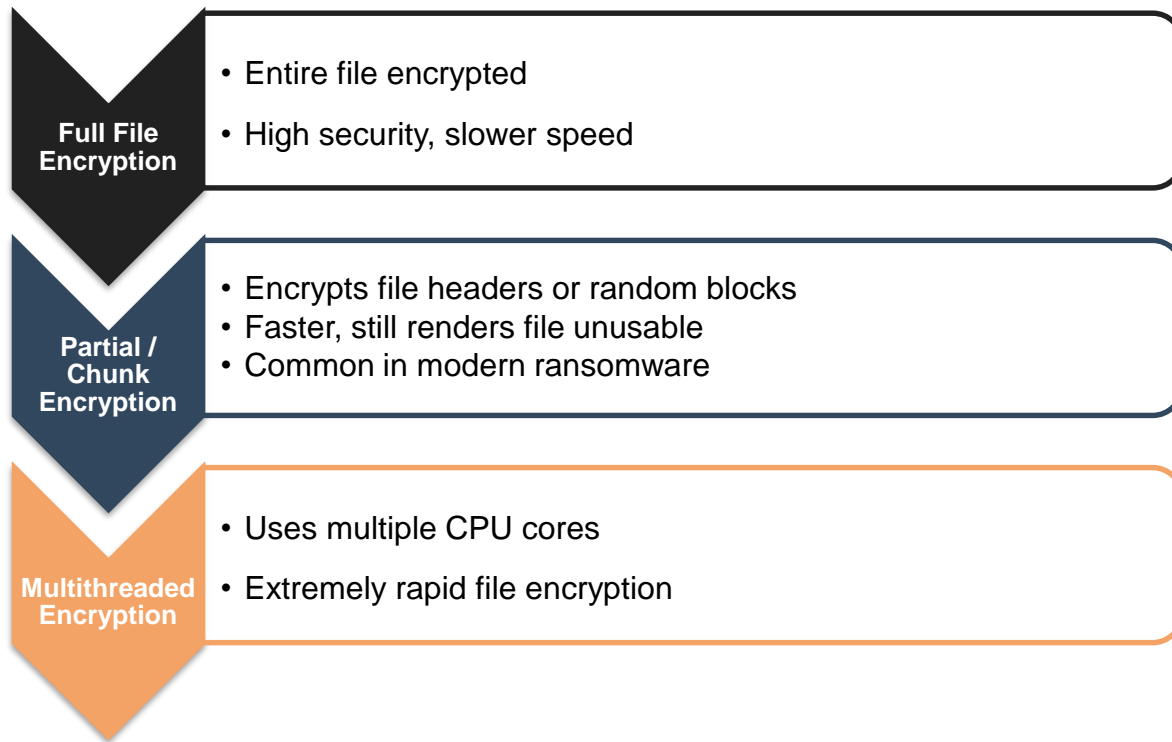 Full File
Encryption
• Entire file encrypted
• High security, slower speed
Partial /
Chunk
Encryption
• Encrypts file headers or random blocks
• Faster, still renders file unusable
• Common in modern ransomware
Multithreaded
Encryption
• Uses multiple CPU cores
• Extremely rapid file encryption